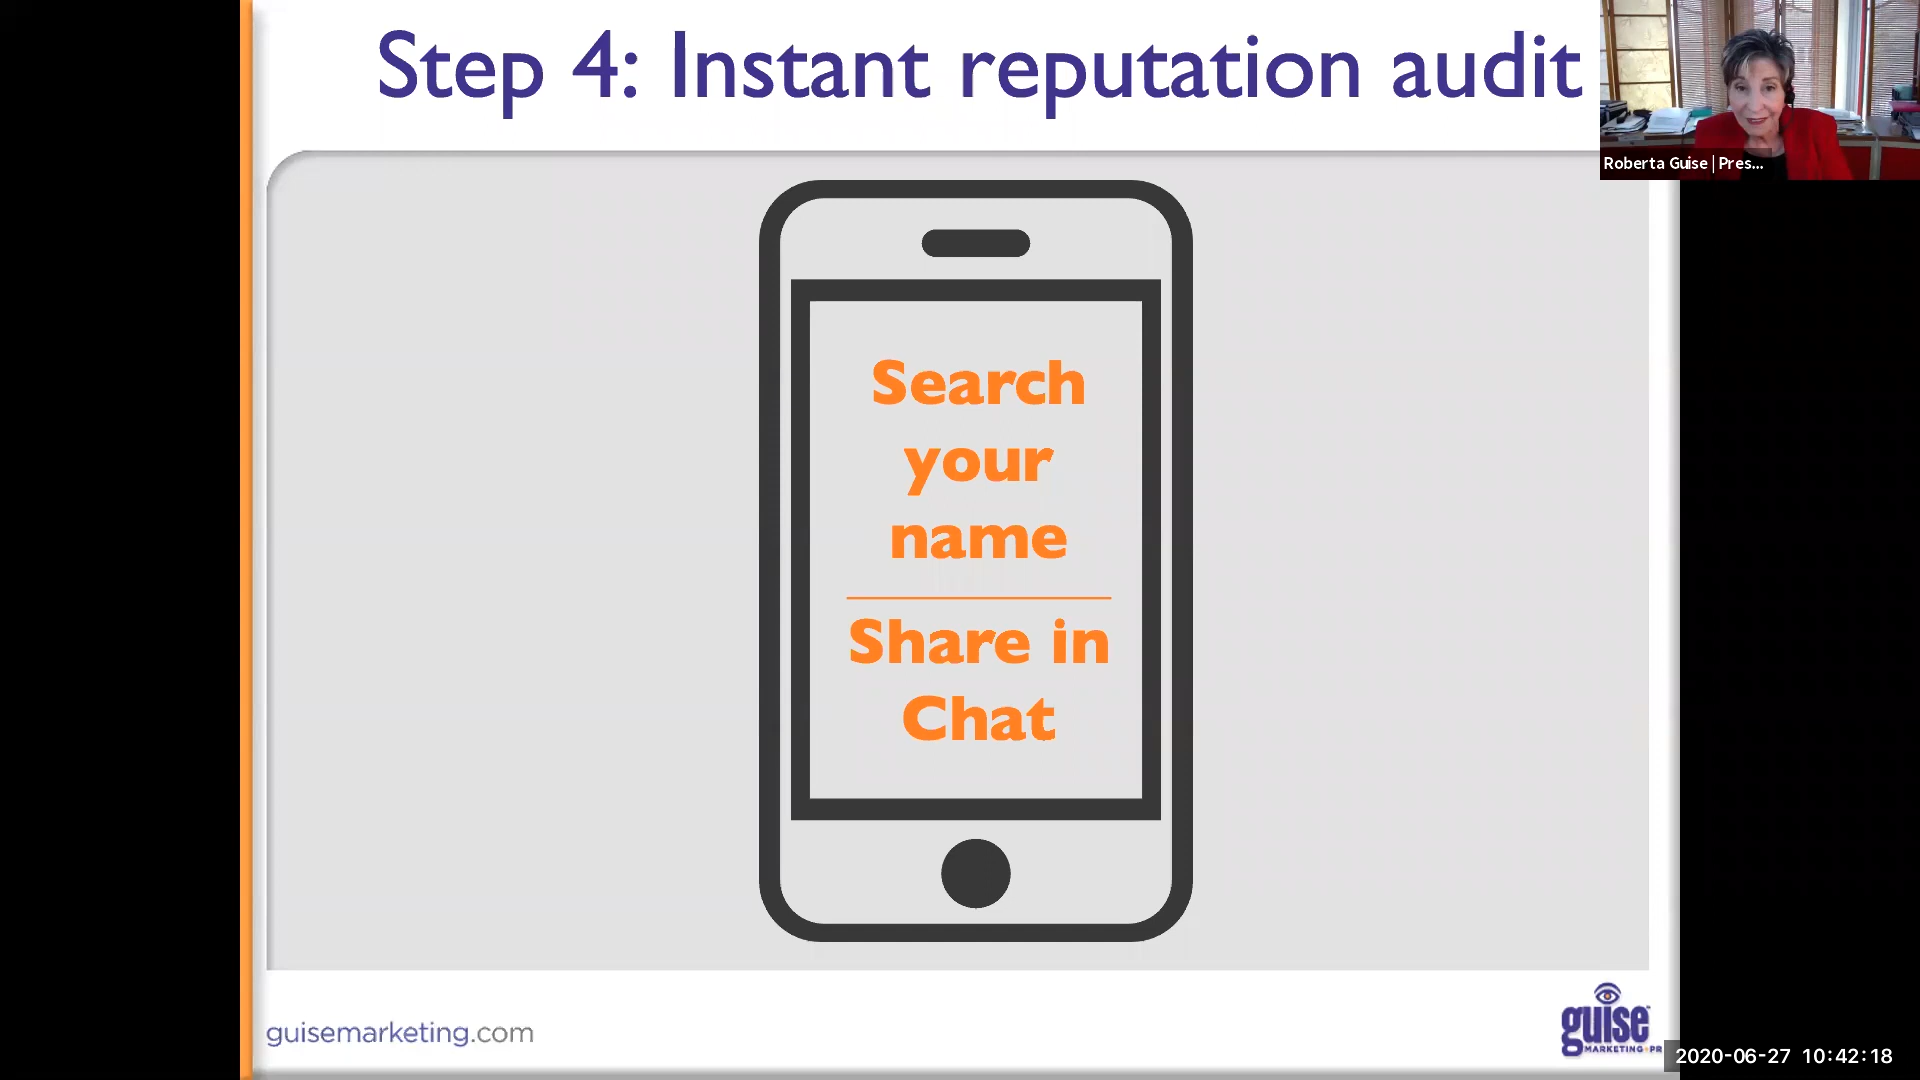 Step 4: Instant reputation audit
Roberta Guise | Pres...
Search
your
name
Share in
Chat
guisemarketing.com
guise
MARKETING PR
2020-06-27 10:42:18